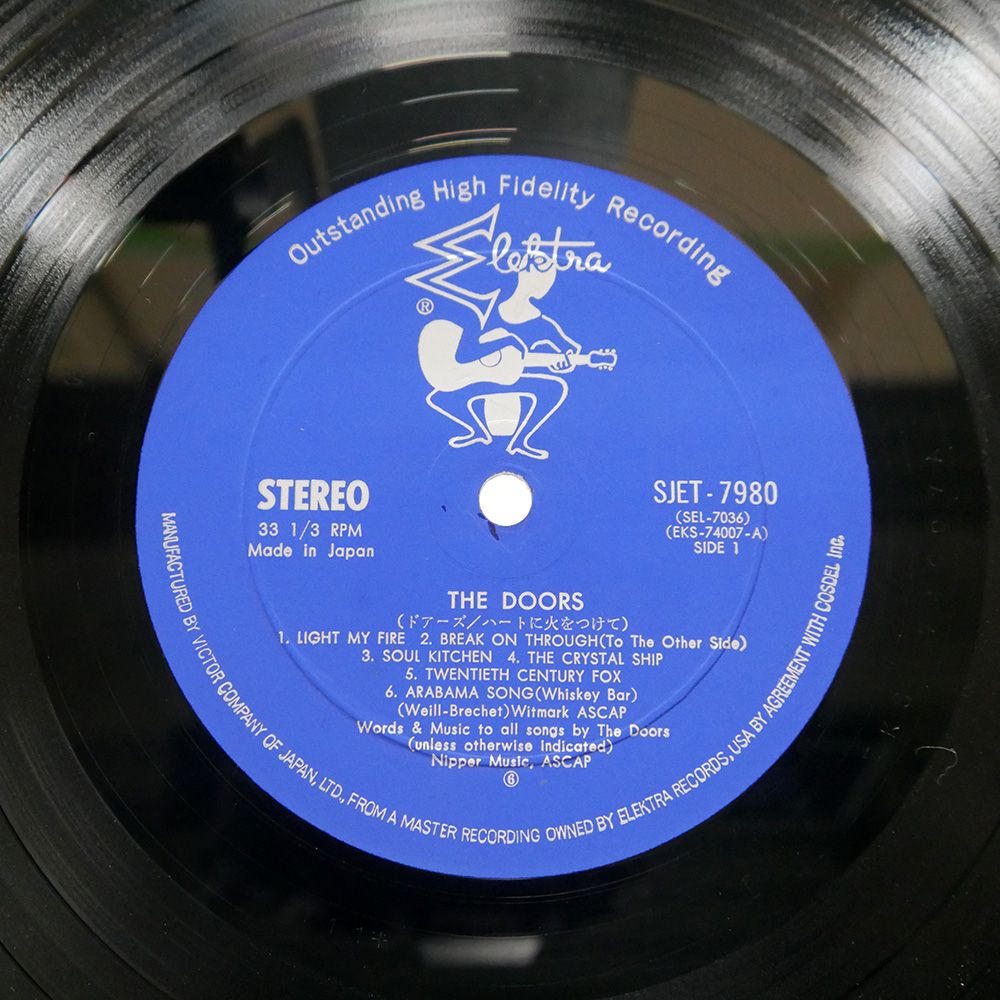 Outstanding High Fidelity Recording
Elektra
®
STEREO
33 1/3 RPM
Made in Japan
SJET-7980
(SEL-7036)
(EKS-74007-A)
SIDE 1
THE DOORS
(ドアーズ/ハートに火をつけて)
1. LIGHT MY FIRE 2. BREAK ON THROUGH(To The Other Side)
3. SOUL KITCHEN 4. THE CRYSTAL SHIP
5. TWENTIETH CENTURY FOX
6. ARABAMA SONG(Whiskey Bar)
(Weill-Brechet)Witmark ASCAP
Words & Music to all songs by The Doors
(unless otherwise indicated)
Nipper Music, ASCAP
⑥
MANUFACTURED BY VICTOR COMPANY OF JAPAN, LTD., FROM A MASTER RECORDING OWNED BY ELEKTRA RECORDS, USA BY AGREEMENT WITH COSDEL Inc.